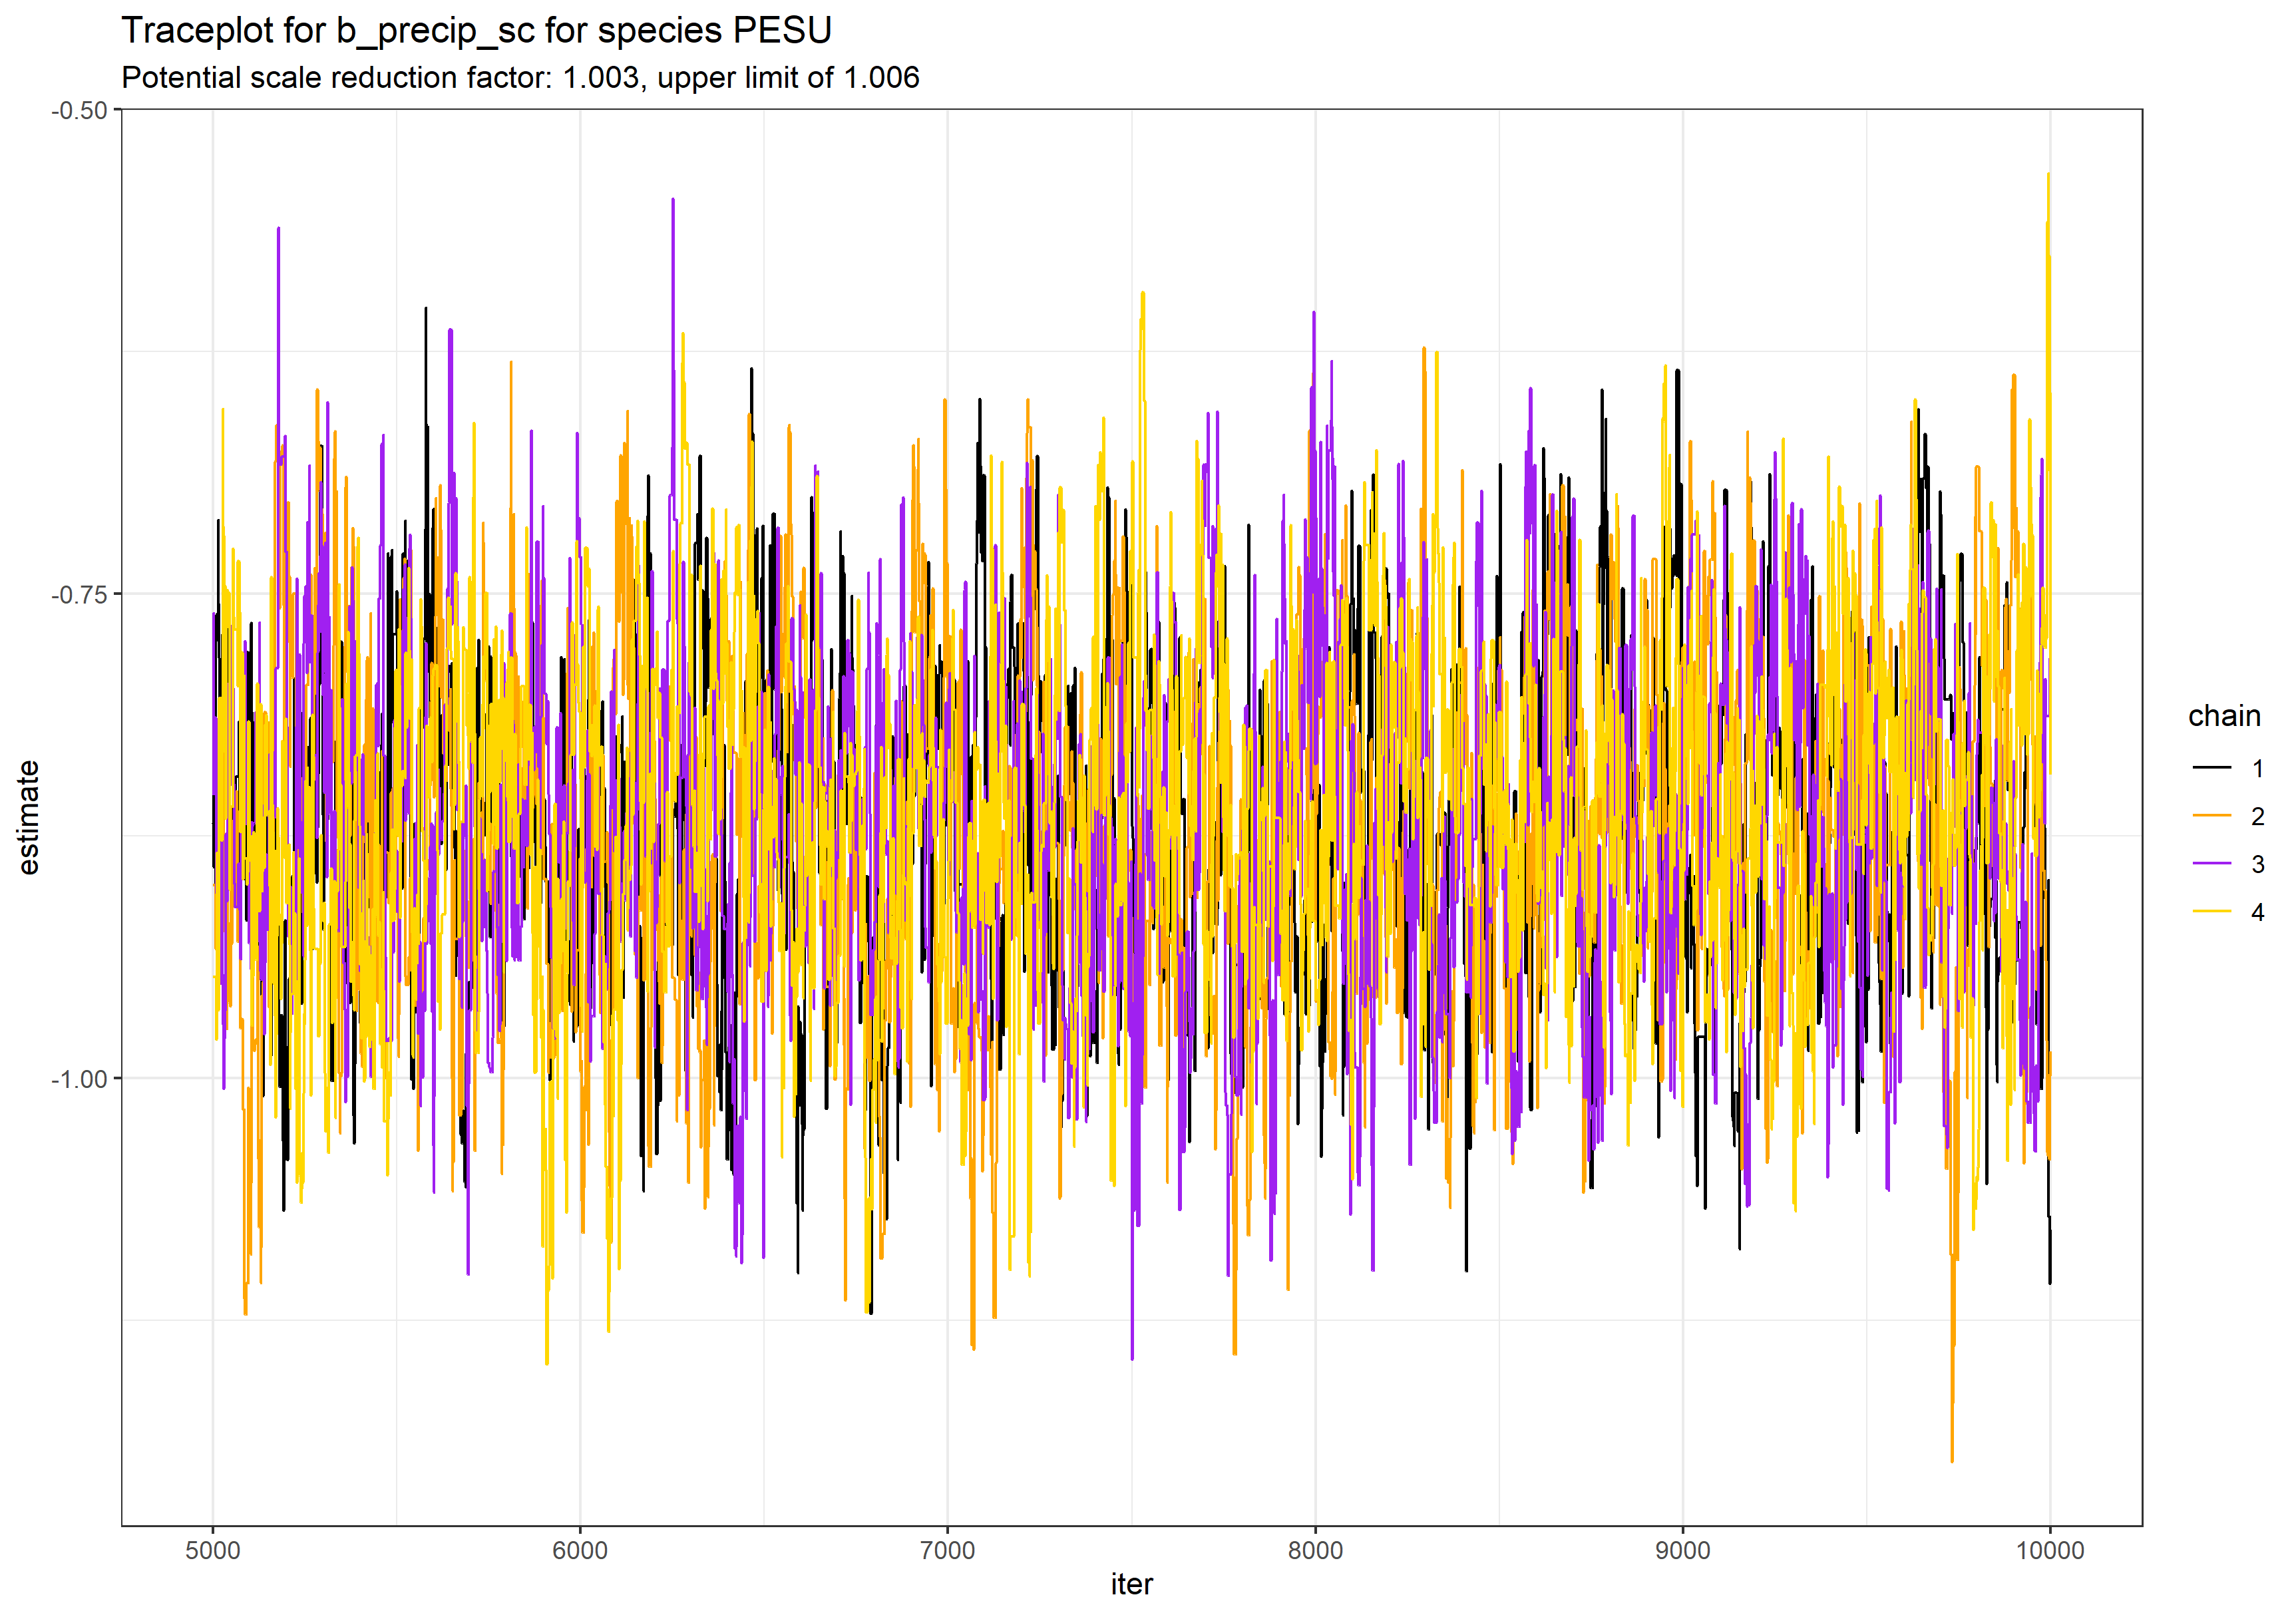 Traceplot for b_precip_sc for species PESU
Potential scale reduction factor: 1.003, upper limit of 1.006
-0.50
-0.75
-1.00
estimate
5000 6000 7000 8000 9000 10000
iter
chain
1
2
3
4